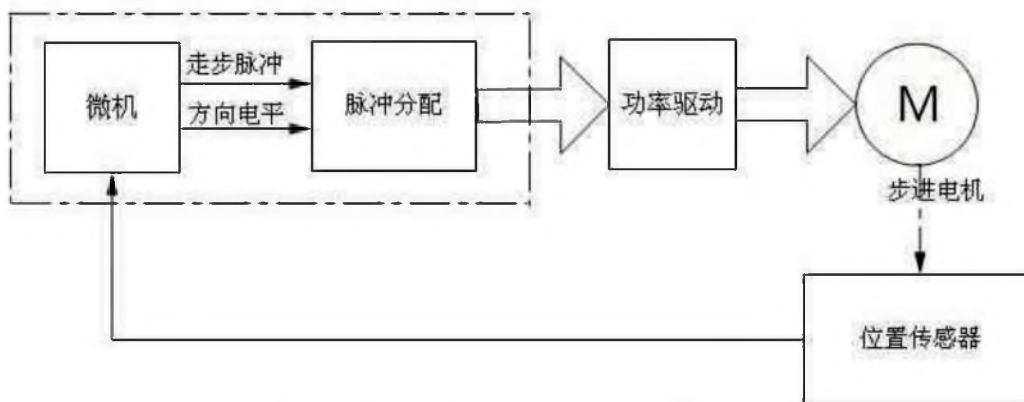 走步脉冲
方向电平
微机
脉冲分配
功率驱动
M
步进电机
位置传感器